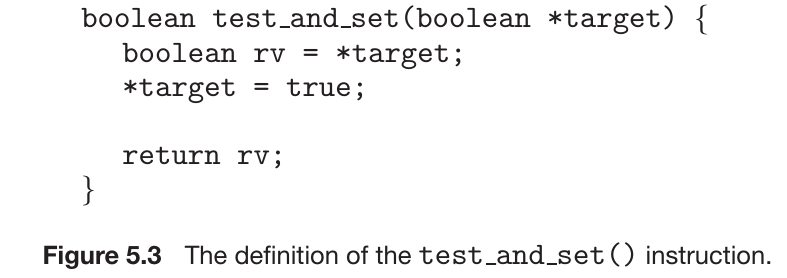 boolean test_and_set(boolean *target) {
boolean rv = *target;
*target = true;
return rv;
}
Figure 5.3 The definition of the test_and_set() instruction.